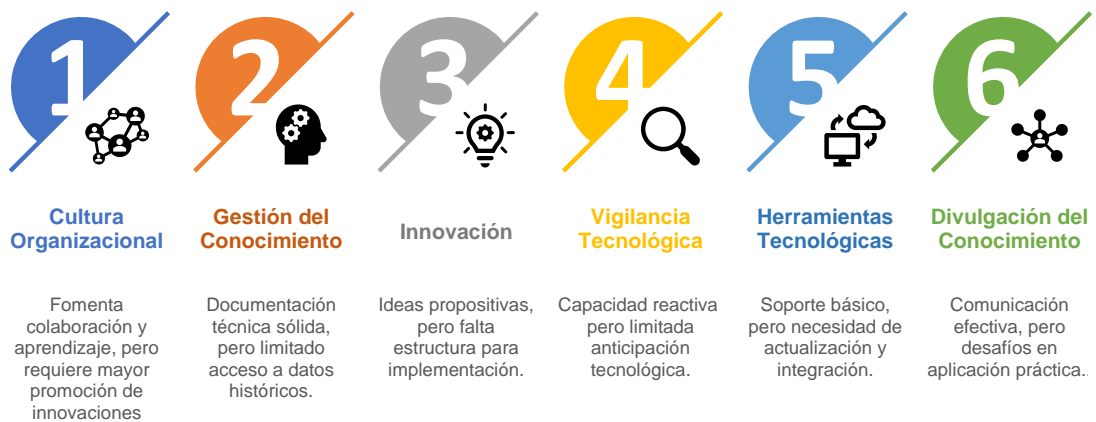 1
Cultura
Organizacional
Fomenta
colaboración y
aprendizaje, pero
requiere mayor
promoción de
innovaciones
2
Gestión del
Conocimiento
Documentación
técnica sólida,
pero limitado
acceso a datos
históricos.
3
Innovación
Ideas propositivas,
pero falta
estructura para
implementación.
4
Vigilancia
Tecnológica
Capacidad reactiva
pero limitada
anticipación
tecnológica.
5
Herramientas
Tecnológicas
Soporte básico,
pero necesidad de
actualización y
integración.
6
Divulgación del
Conocimiento
Comunicación
efectiva, pero
desafíos en
aplicación práctica.